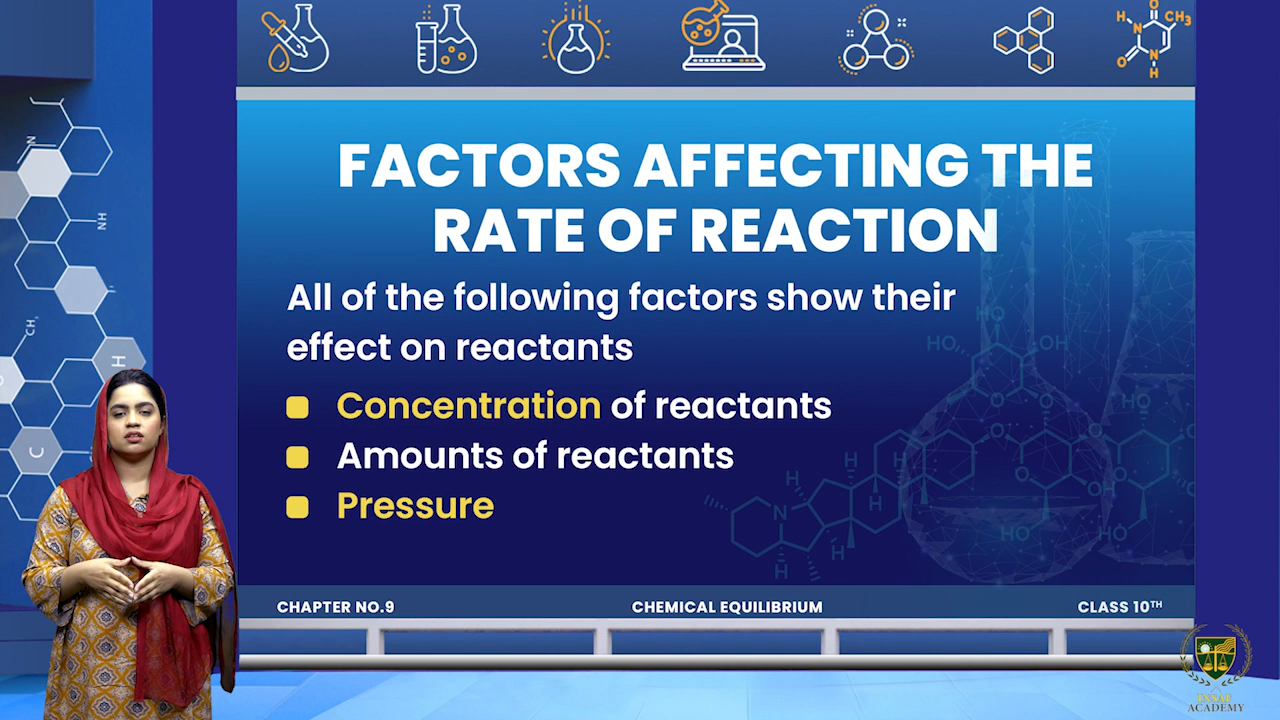 FACTORS AFFECTING THE
RATE OF REACTION
All of the following factors show their
effect on reactants
Concentration of reactants
Amounts of reactants
Pressure
CHAPTER NO.9 CHEMICAL EQUILIBRIUM CLASS 10TH
ACADEMY